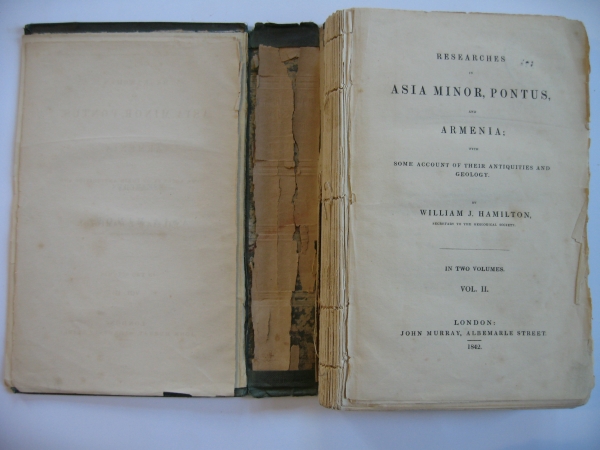 RESEARCHES
IN
ASIA MINOR, PONTUS,
AND
ARMENIA;
WITH
SOME ACCOUNT OF THEIR ANTIQUITIES AND
GEOLOGY.
BY
WILLIAM J. HAMILTON,
SECRETARY TO THE GEOLOGICAL SOCIETY.
IN TWO VOLUMES.
VOL. II.
LONDON:
JOHN MURRAY, ALBEMARLE STREET.
1842.